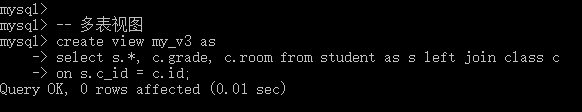 mysql>
mysql> -- 多表视图
mysql> create view my_v3 as
    -> select s.*, c.grade, c.room from student as s left join class c
    -> on s.c_id = c.id;
Query OK, 0 rows affected (0.01 sec)